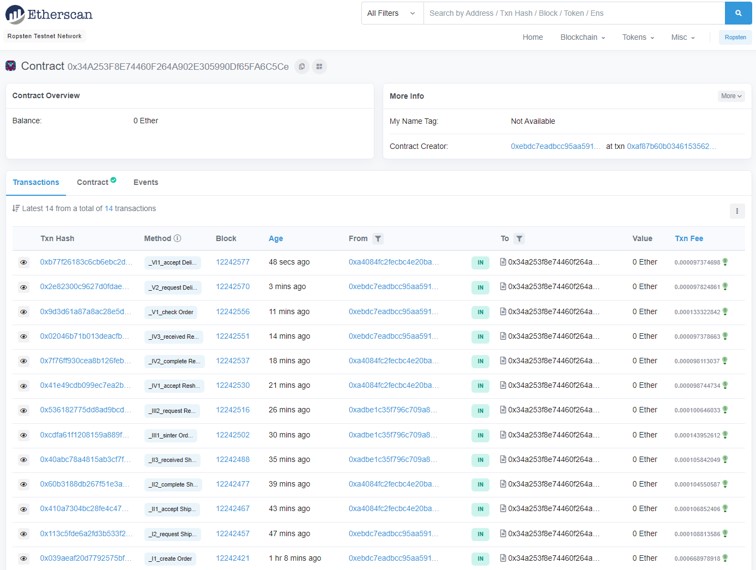 Etherscan
All Filters Search by Address / Txn Hash / Block / Token / Ens
Ropsten Testnet Network
Home Blockchain Tokens Misc Ropsten
Contract 0x34A253F8E74460F264A902E305990Df65FA6C5Ce
Contract Overview
Balance: 0 Ether
More Info More
My Name Tag: Not Available
Contract Creator: 0xebdc7eadbcc95aa591... at txn 0xaf87b60b0346153562...
Transactions Contract Events
Latest 14 from a total of 14 transactions
Txn Hash Method Block Age From To Value Txn Fee
0xb77f26183c6cb6ebc2d... _VI1_accept Deli... 12242577 48 secs ago 0xa4084fc2fecbc4e20ba... IN 0x34a253f8e74460f264a... 0 Ether 0.000097374898
0x2e82300c9627d0fdae... _V2_request Deli... 12242570 3 mins ago 0xebdc7eadbcc95aa591... IN 0x34a253f8e74460f264a... 0 Ether 0.000097824861
0x9d3d61a87a8ac28e5d... _V1_check Order 12242556 11 mins ago 0xebdc7eadbcc95aa591... IN 0x34a253f8e74460f264a... 0 Ether 0.000133322842
0x02046b71b013deacfb... _IV3_received Re... 12242551 14 mins ago 0xebdc7eadbcc95aa591... IN 0x34a253f8e74460f264a... 0 Ether 0.000097378663
0x7f76ff930cea8b126feb... _IV2_complete Re... 12242537 18 mins ago 0xa4084fc2fecbc4e20ba... IN 0x34a253f8e74460f264a... 0 Ether 0.000098113037
0x41e49cdb099ec7ea2b... _IV1_accept Resh... 12242530 21 mins ago 0xa4084fc2fecbc4e20ba... IN 0x34a253f8e74460f264a... 0 Ether 0.000098744734
0x536182775dd8ad9bcd... _III2_request Re... 12242516 26 mins ago 0xadbe1c35f796c709a8... IN 0x34a253f8e74460f264a... 0 Ether 0.000100646033
0xcdfa61f1208159a889f... _III1_sinter Ord... 12242502 30 mins ago 0xadbe1c35f796c709a8... IN 0x34a253f8e74460f264a... 0 Ether 0.000143952612
0x40abc78a4815ab3cf7f... _II3_received Sh... 12242488 35 mins ago 0xadbe1c35f796c709a8... IN 0x34a253f8e74460f264a... 0 Ether 0.000105842049
0x60b3188db267f51e3a... _II2_complete Sh... 12242477 39 mins ago 0xa4084fc2fecbc4e20ba... IN 0x34a253f8e74460f264a... 0 Ether 0.000104550587
0x410a7304bc28fe4c47... _II1_accept Ship... 12242467 43 mins ago 0xa4084fc2fecbc4e20ba... IN 0x34a253f8e74460f264a... 0 Ether 0.000106852406
0x113c5fde6a2fd3b533f2... _I2_request Ship... 12242457 47 mins ago 0xebdc7eadbcc95aa591... IN 0x34a253f8e74460f264a... 0 Ether 0.000108813586
0x039aeaf20d7792575bf... _I1_create Order 12242421 1 hr 8 mins ago 0xebdc7eadbcc95aa591... IN 0x34a253f8e74460f264a... 0 Ether 0.000668978918